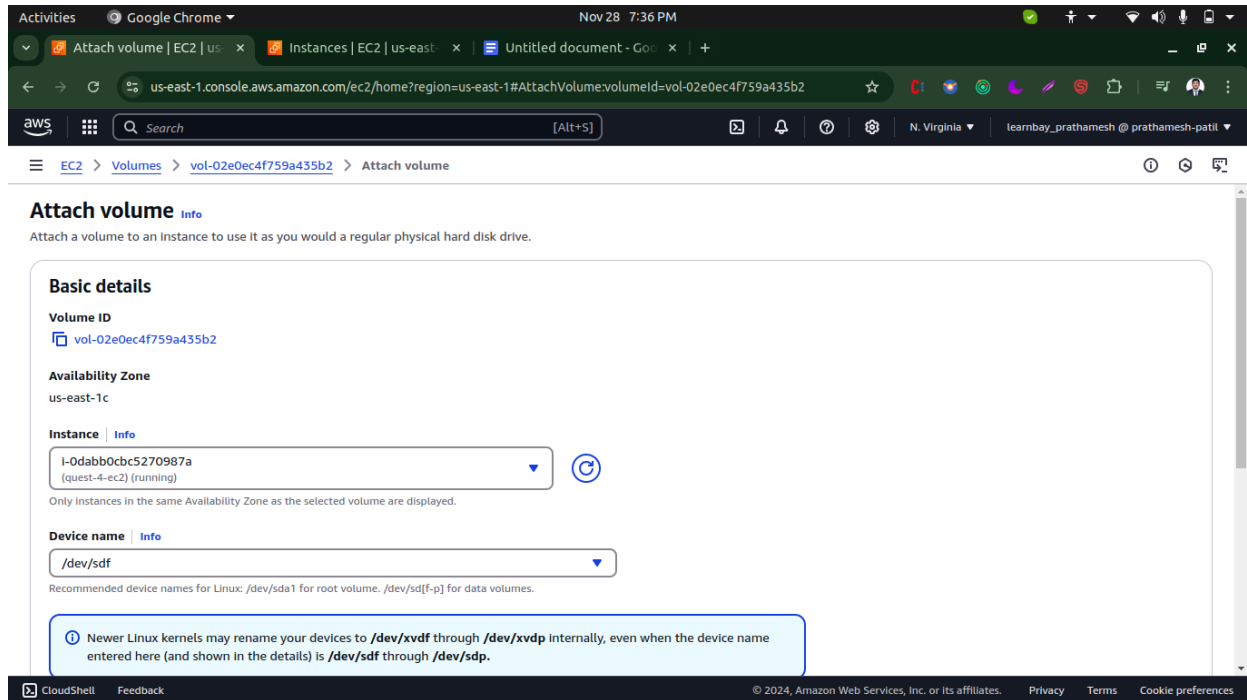 Activities Google Chrome Nov 28 7:36 PM
Attach volume | EC2 | us- Instances | EC2 | us-east- Untitled document - Goo
us-east-1.console.aws.amazon.com/ec2/home?region=us-east-1#AttachVolume:volumeId=vol-02e0ec4f759a435b2
aws Search [Alt+S] N. Virginia learnbay_prathamesh @ prathamesh-patil
EC2 > Volumes > vol-02e0ec4f759a435b2 > Attach volume
Attach volume Info
Attach a volume to an instance to use it as you would a regular physical hard disk drive.
Basic details
Volume ID
vol-02e0ec4f759a435b2
Availability Zone
us-east-1c
Instance Info
i-0dabb0cbc5270987a
(quest-4-ec2) (running)
Only instances in the same Availability Zone as the selected volume are displayed.
Device name Info
/dev/sdf
Recommended device names for Linux: /dev/sda1 for root volume. /dev/sd[f-p] for data volumes.
Newer Linux kernels may rename your devices to /dev/xvdf through /dev/xvdp internally, even when the device name
entered here (and shown in the details) is /dev/sdf through /dev/sdp.
CloudShell Feedback © 2024, Amazon Web Services, Inc. or its affiliates. Privacy Terms Cookie preferences